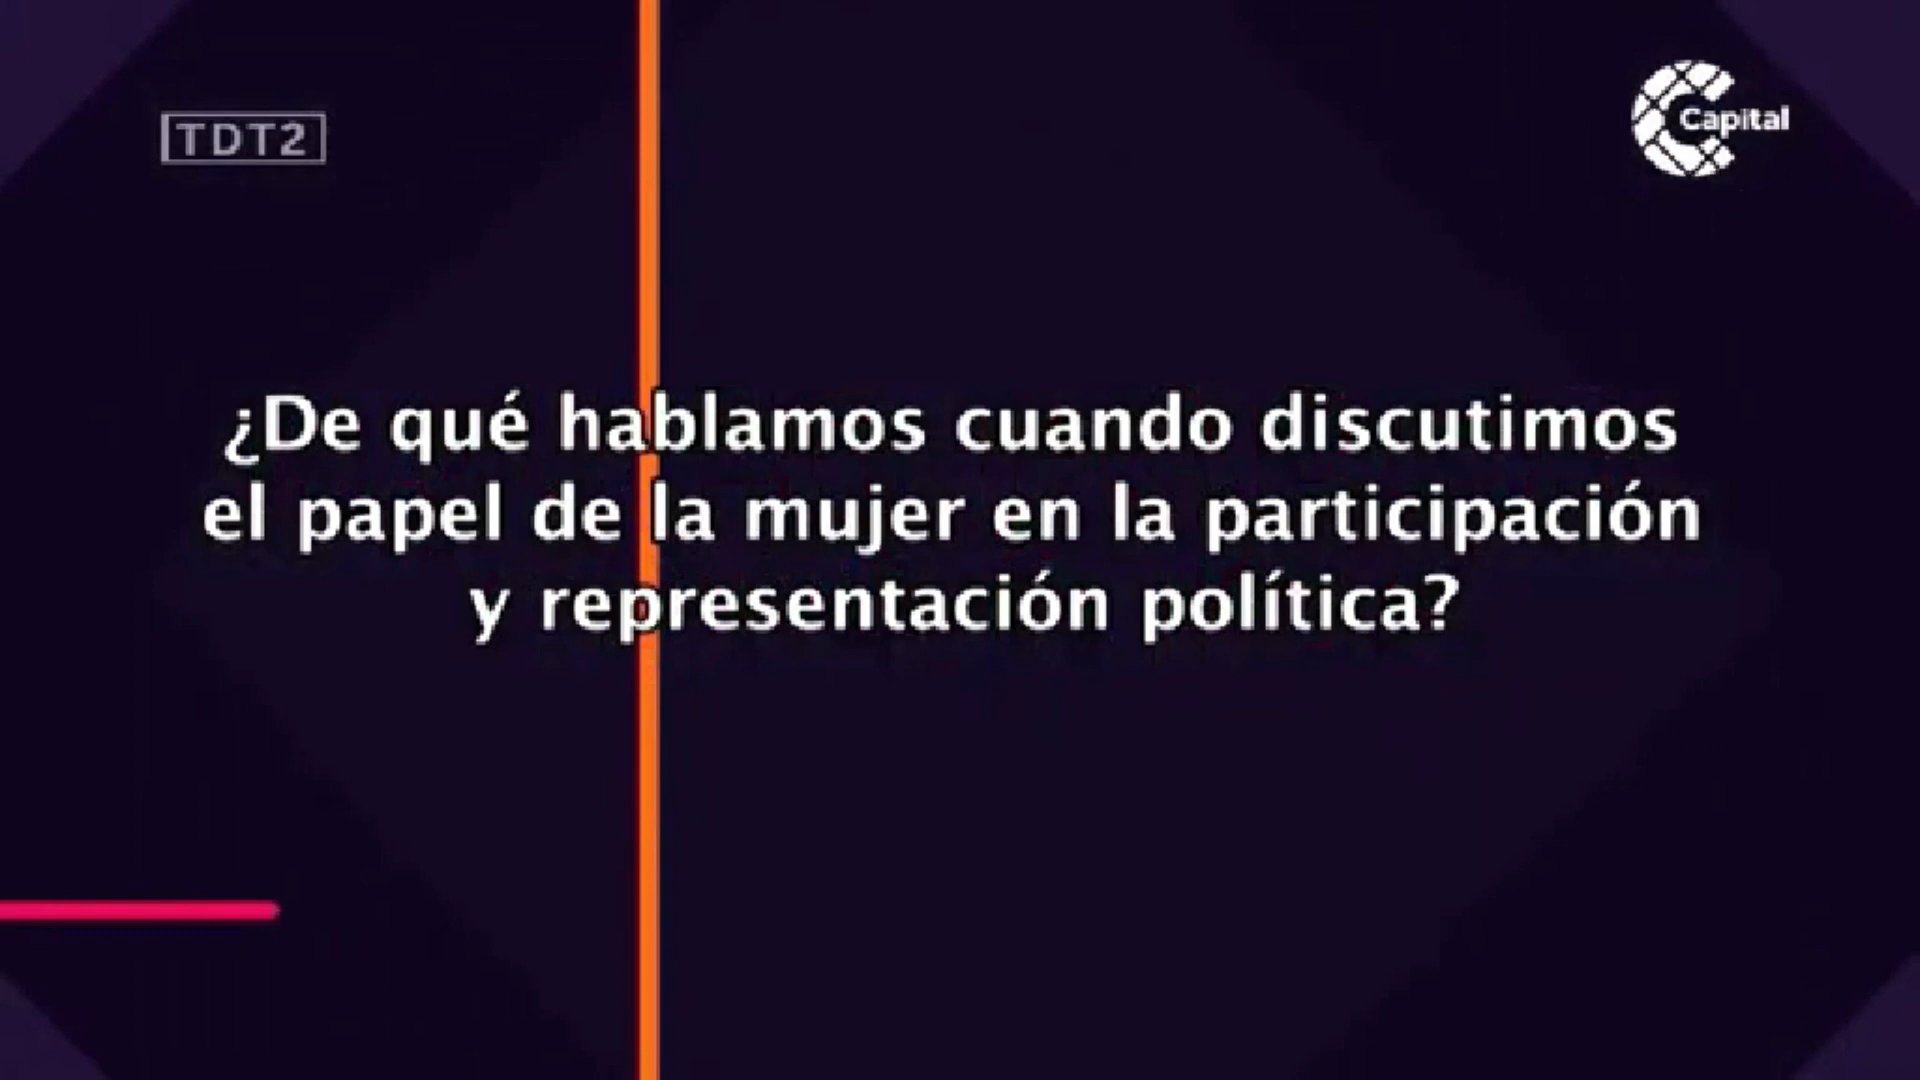 TDT2
Capital
¿De qué hablamos cuando discutimos
el papel de la mujer en la participación
y representación política?